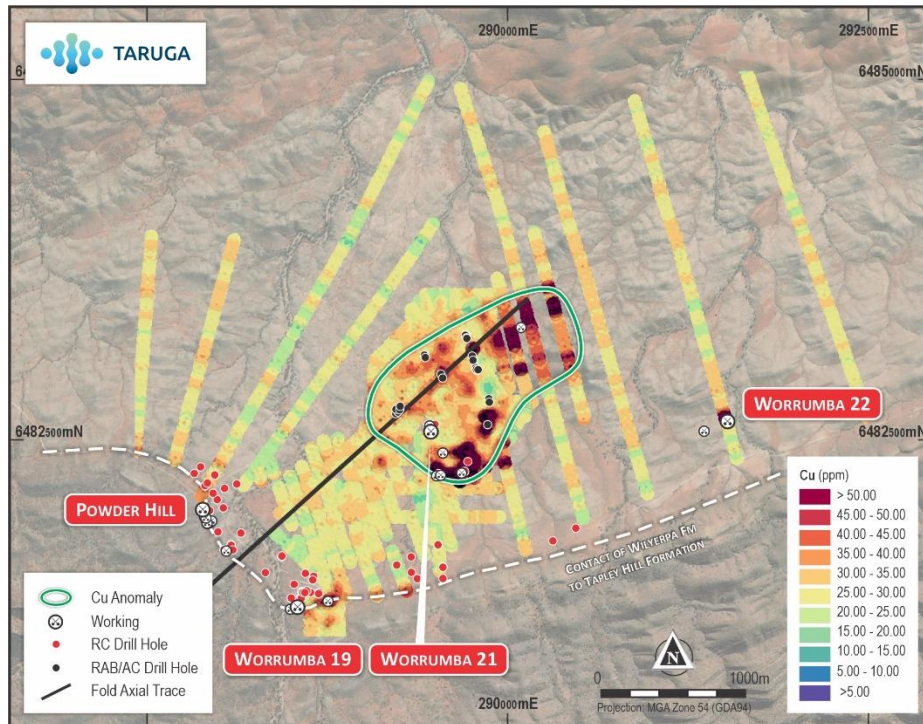 TARUGA
290000mE
292500mE
6485000mN
6482500mN
6482500mN
WORRUMBA 22
POWDER HILL
CONTACT OF WILYERPA FM
TO TAPLEY HILL FORMATION
WORRUMBA 19
WORRUMBA 21
Cu Anomaly
Working
RC Drill Hole
RAB/AC Drill Hole
Fold Axial Trace
N
0
1000m
Projection: MGA Zone 54 (GDA94)
290000mE
Cu (ppm)
> 50.00
45.00 - 50.00
40.00 - 45.00
35.00 - 40.00
30.00 - 35.00
25.00 - 30.00
20.00 - 25.00
15.00 - 20.00
10.00 - 15.00
5.00 - 10.00
>5.00